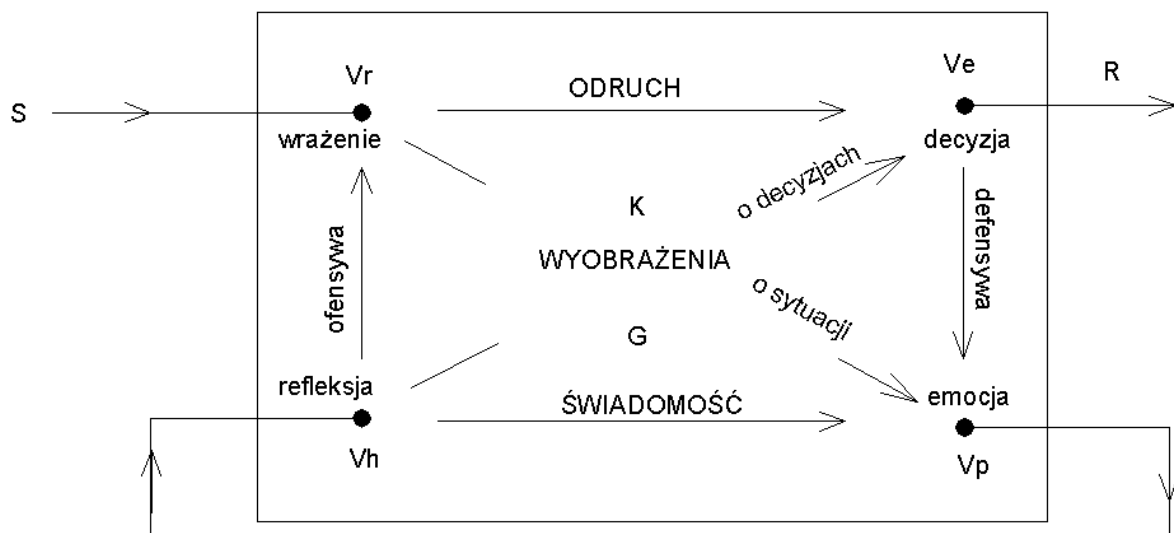 Vr
Ve
R
S
ODRUCH
wrażenie
decyzja
o decyzjach
K
ofensywa
defensywa
WYOBRAŻENIA
o sytuacji
G
refleksja
emocja
ŚWIADOMOŚĆ
Vh
Vp